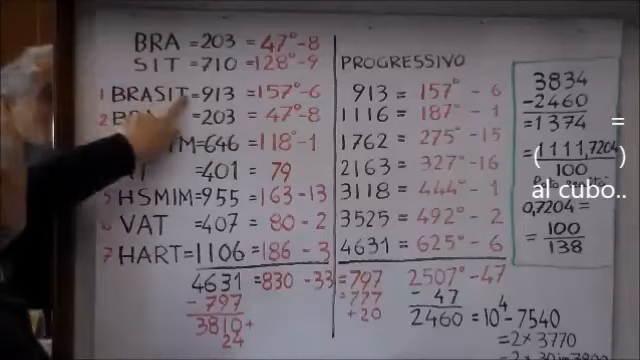 BRA = 203 = 47° - 8
SIT = 710 = 128° - 9
1 BRASIT = 913 = 157° - 6
2 = 203 = 47° - 8
M = 646 = 118° - 1
= 401 = 79
HSMIM = 955 = 163 - 13
VAT = 407 = 80 - 2
7 HART = 1106 = 186 - 3
4631 = 830 - 33 = 797
- 797
3810 +
24
= 777
+ 20
PROGRESSIVO
913 = 157° - 6
1116 = 187° - 1
1762 = 275° - 15
2163 = 327° - 16
3118 = 444° - 1
3525 = 492° - 2
4631 = 625° - 6
2507° - 47
- 47
2460 = 10⁴ - 7540
= 2 × 3770
3834
- 2460
= 1374
= (1111,7204 =
100 )
al cubo..
0,7204 =
= 100
138